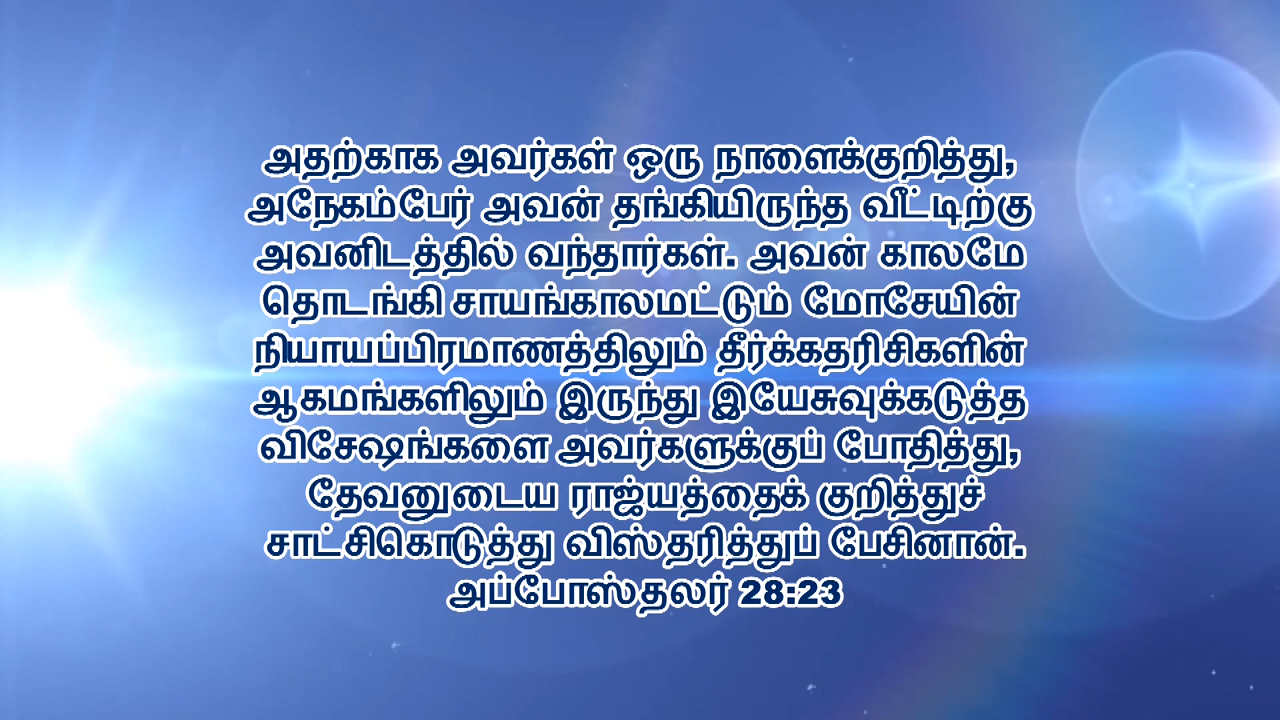 அதற்காக அவர்கள் ஒரு நாளைக்குறித்து,
அநேகம்பேர் அவன் தங்கியிருந்த வீட்டிற்கு
அவனிடத்தில் வந்தார்கள். அவன் காலமே
தொடங்கி சாயங்காலமட்டும் மோசேயின்
நியாயப்பிரமாணத்திலும் தீர்க்கதரிசிகளின்
ஆகமங்களிலும் இருந்து இயேசுவுக்கடுத்த
விசேஷங்களை அவர்களுக்குப் போதித்து,
தேவனுடைய ராஜ்யத்தைக் குறித்துச்
சாட்சிகொடுத்து விஸ்தரித்துப் பேசினான்.
அப்போஸ்தலர் 28:23